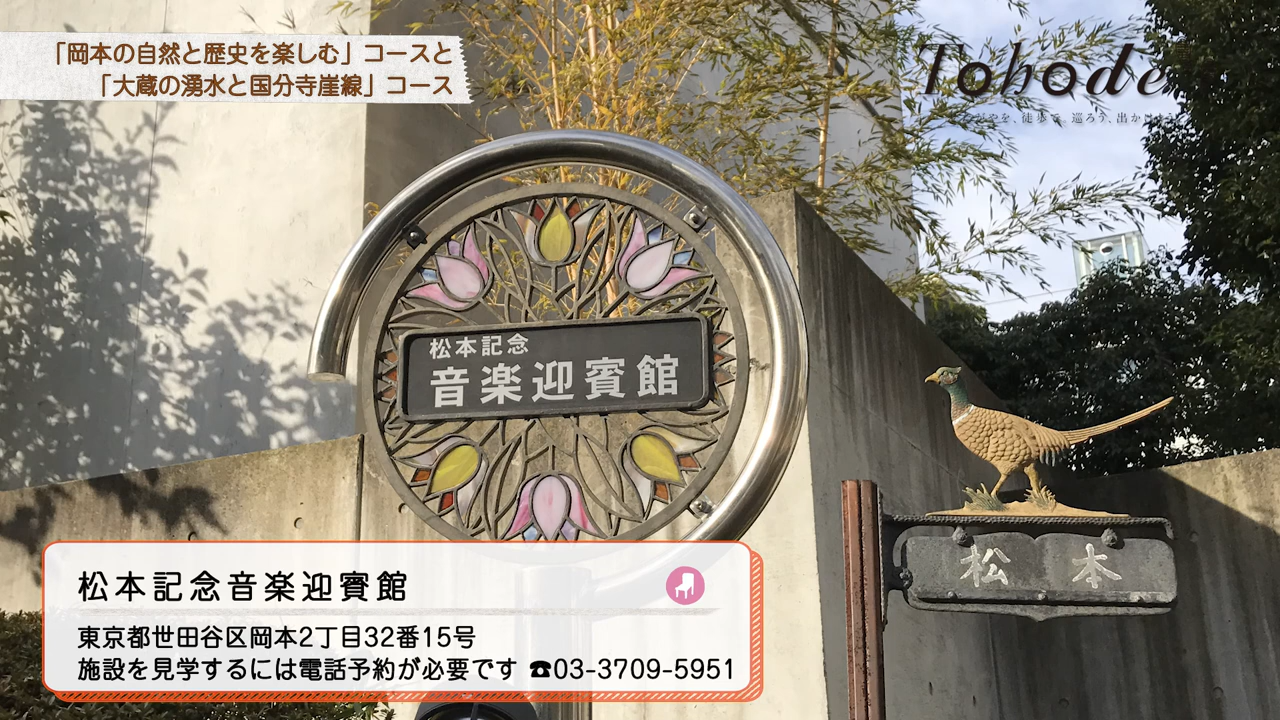 「岡本の自然と歴史を楽しむ」コースと
「大蔵の湧水と国分寺崖線」コース
Tohode
松本記念
音楽迎賓館
松本
松本記念音楽迎賓館
東京都世田谷区岡本2丁目32番15号
施設を見学するには電話予約が必要です ☎03-3709-5951